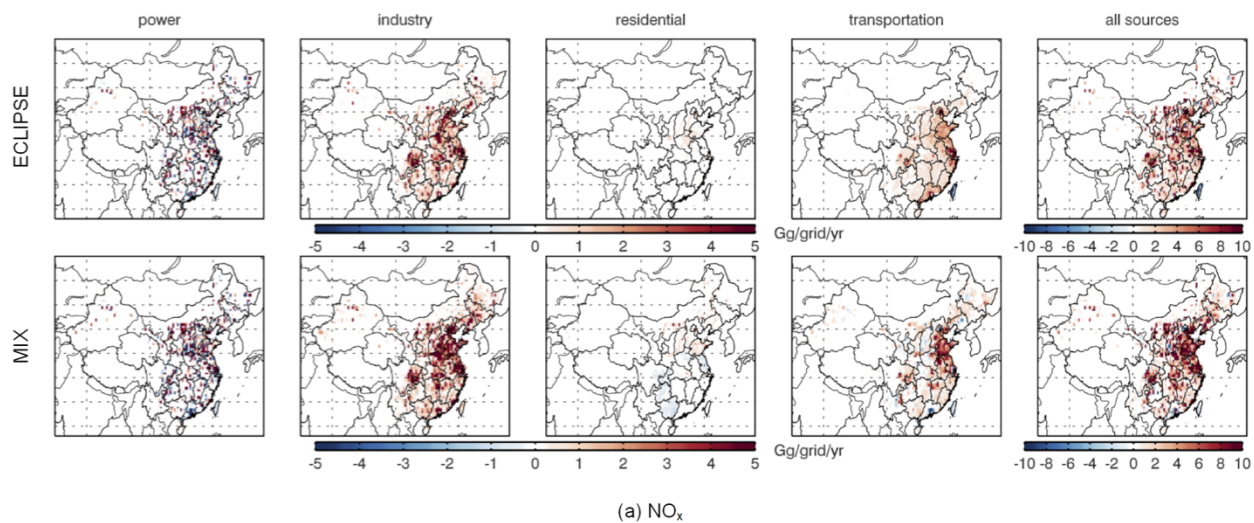 power industry residential transportation all sources
ECLIPSE
-5 -4 -3 -2 -1 0 1 2 3 4 5 Gg/grid/yr -10 -8 -6 -4 -2 0 2 4 6 8 10
MIX
-5 -4 -3 -2 -1 0 1 2 3 4 5 Gg/grid/yr -10 -8 -6 -4 -2 0 2 4 6 8 10
(a) NOₓ